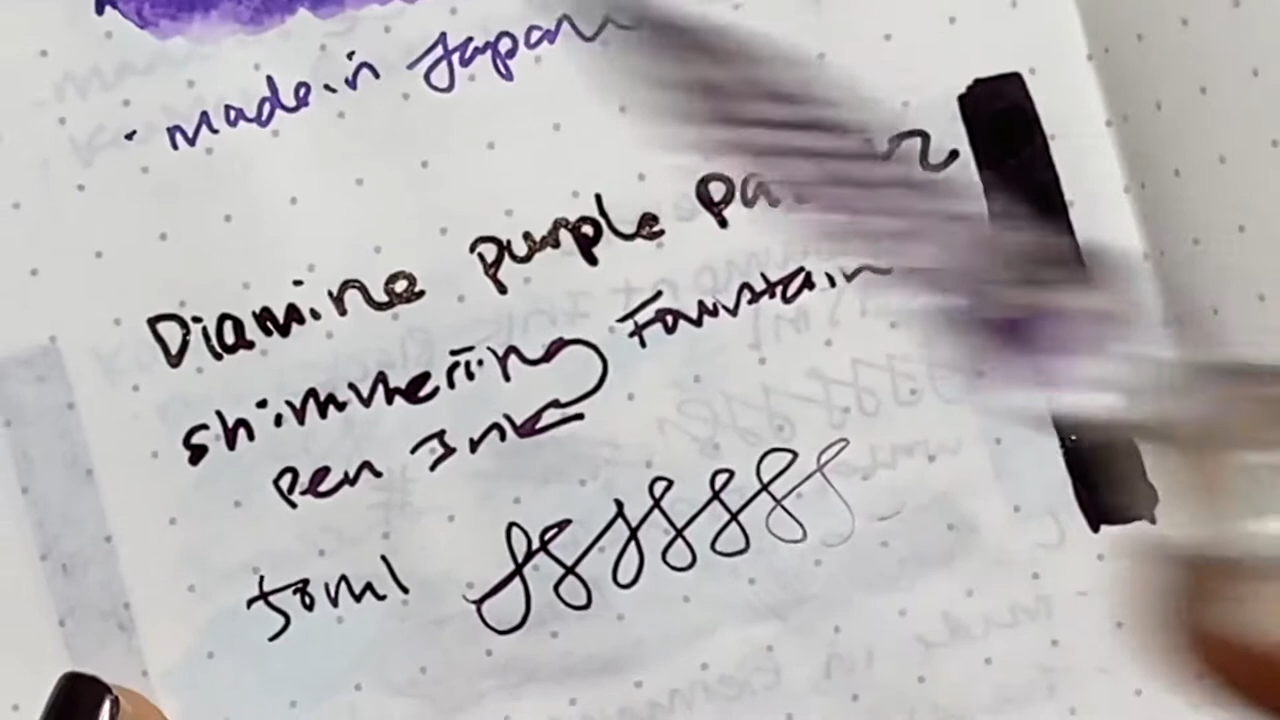 · made in Japan
Diamine purple Pa
shimmering Fountain
Pen Ink
50ml